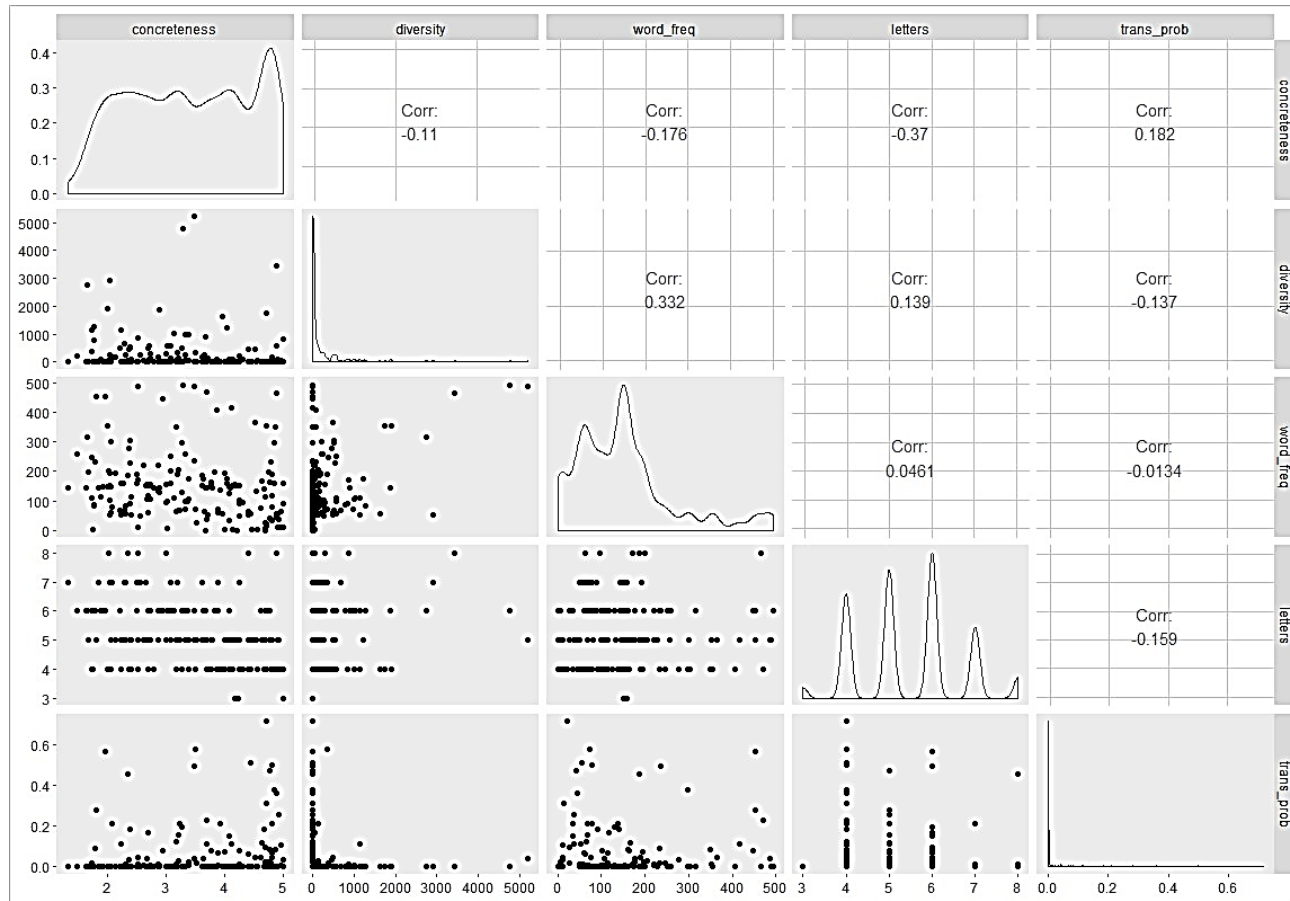 concreteness diversity word_freq letters trans_prob
0.4
0.3
0.2
0.1
0.0
Corr:
-0.11
Corr:
-0.176
Corr:
-0.37
Corr:
0.182
concreteness
5000
4000
3000
2000
1000
0
Corr:
0.332
Corr:
0.139
Corr:
-0.137
diversity
500
400
300
200
100
0
Corr:
0.0461
Corr:
-0.0134
word_freq
8
7
6
5
4
3
Corr:
-0.159
letters
0.6
0.4
0.2
0.0
trans_prob
2 3 4 5 0 1000 2000 3000 4000 5000 0 100 200 300 400 500 3 4 5 6 7 8 0.0 0.2 0.4 0.6